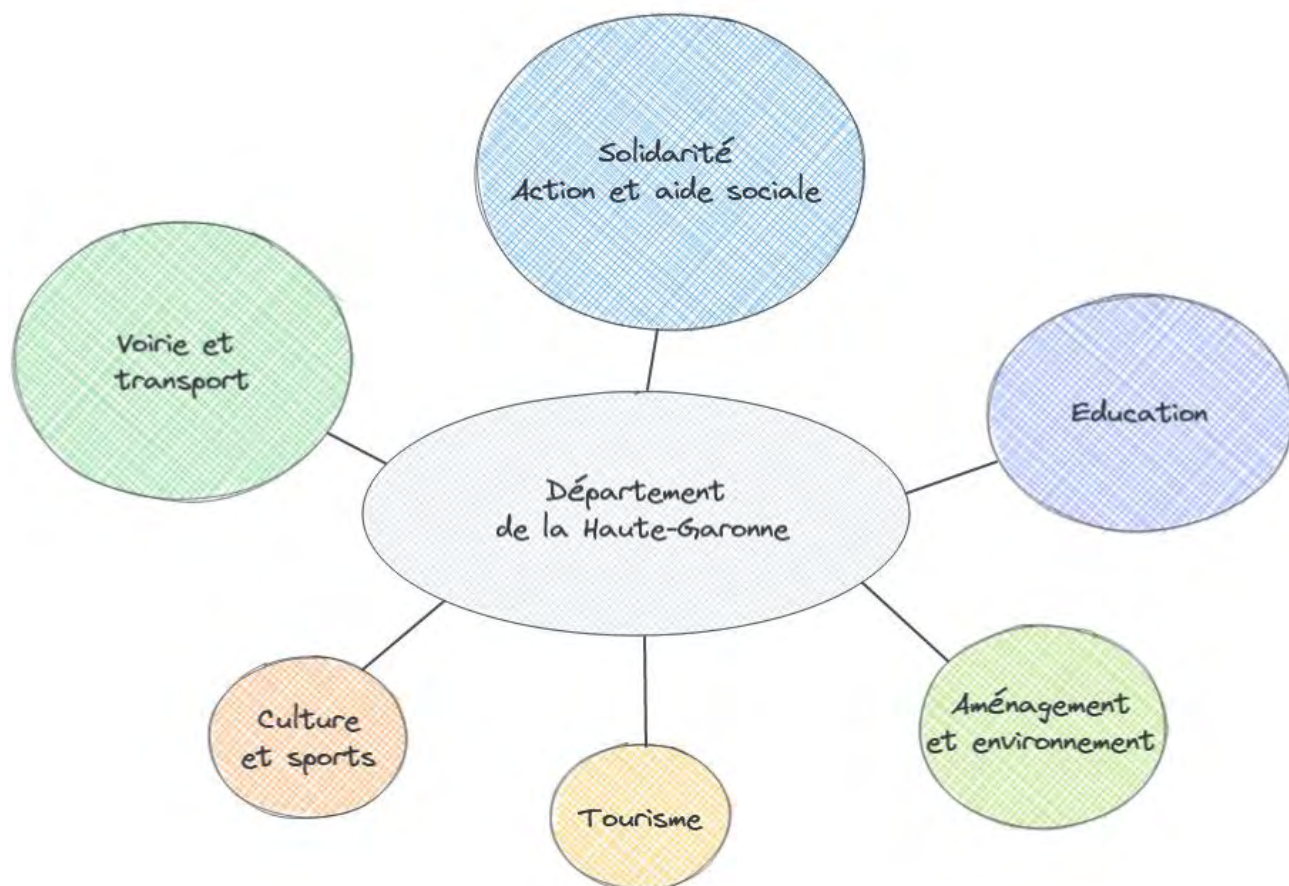 Solidarité
Action et aide sociale
Voirie et
transport
Education
Département
de la Haute-Garonne
Culture
et sports
Tourisme
Aménagement
et environnement